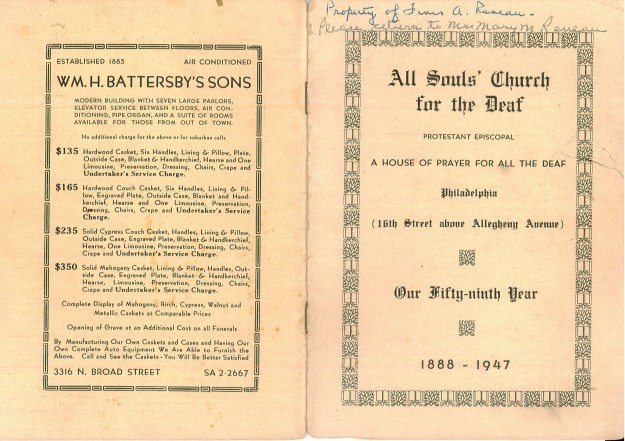 ESTABLISHED 1885 AIR CONDITIONED
WM. H. BATTERSBY'S SONS
MODERN BUILDING WITH SEVEN LARGE PARLORS,
ELEVATOR SERVICE BETWEEN FLOORS, AIR CON-
DITIONING, PIPE ORGAN, AND A SUITE OF ROOMS
AVAILABLE FOR THOSE FROM OUT OF TOWN.
No additional charge for the above or for suburban calls
$135 Hardwood Casket, Six Handles, Lining & Pillow, Plate,
Outside Case, Blanket & Handkerchief, Hearse and One
Limousine, Preservation, Dressing, Chairs, Crape and
Undertaker's Service Charge.
$165 Hardwood Couch Casket, Six Handles, Lining & Pil-
low, Engraved Plate, Outside Case, Blanket and Hand-
kerchief, Hearse and One Limousine, Preservation,
Dressing, Chairs, Crape and Undertaker's Service
Charge.
$235 Solid Cypress Couch Casket, Handles, Lining & Pillow,
Outside Case, Engraved Plate, Blanket & Handkerchief,
Hearse, One Limousine, Preservation, Dressing, Chairs,
Crape and Undertaker's Service Charge.
$350 Solid Mahogany Casket, Lining & Pillow, Handles, Out-
side Case, Engraved Plate, Blanket & Handkerchief,
Hearse, Limousine, Preservation, Dressing, Chairs,
Crape and Undertaker's Service Charge.
Complete Display of Mahogany, Birch, Cypress, Walnut and
Metallic Caskets at Comparable Prices
Opening of Grave at an Additional Cost on all Funerals
By Manufacturing Our Own Caskets and Cases and Having Our
Own Complete Auto Equipment We Are Able to Furnish the
Above. Call and See the Caskets - You Will Be Better Satisfied
3316 N. BROAD STREET SA 2-2667
Property of Finis A. Reneau-
Please return to Mrs Mary M. Reneau
All Souls' Church
for the Deaf
PROTESTANT EPISCOPAL
A HOUSE OF PRAYER FOR ALL THE DEAF
Philadelphia
(16th Street above Allegheny Avenue)
Our Fifty-ninth Year
1888 - 1947